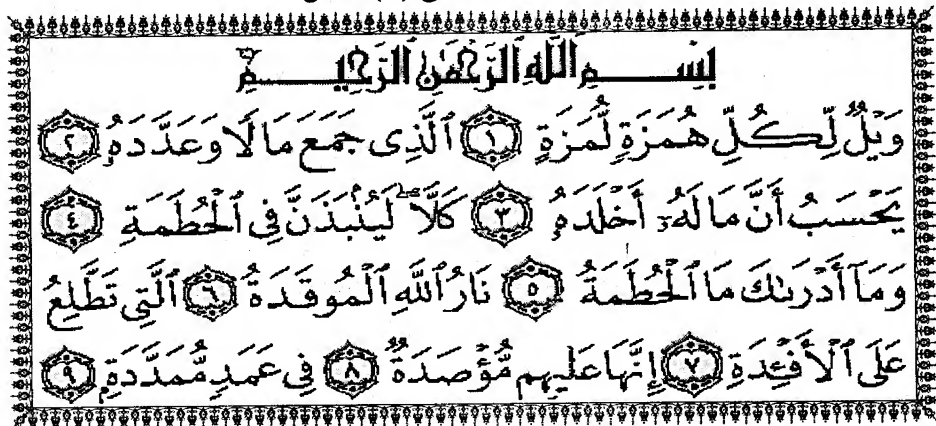 بِسْمِ ٱللَّهِ ٱلرَّحْمَٰنِ ٱلرَّحِيمِ
وَيْلٌ لِّكُلِّ هُمَزَةٍ لُّمَزَةٍ ١ ٱلَّذِى جَمَعَ مَالًا وَعَدَّدَهُۥ ٢
يَحْسَبُ أَنَّ مَالَهُۥٓ أَخْلَدَهُۥ ٣ كَلَّا ۖ لَيُنۢبَذَنَّ فِى ٱلْحُطَمَةِ ٤
وَمَآ أَدْرَىٰكَ مَا ٱلْحُطَمَةُ ٥ نَارُ ٱللَّهِ ٱلْمُوقَدَةُ ٦ ٱلَّتِى تَطَّلِعُ
عَلَى ٱلْأَفْـِٔدَةِ ٧ إِنَّهَا عَلَيْهِم مُّؤْصَدَةٌ ٨ فِى عَمَدٍ مُّمَدَّدَةٍۭ ٩